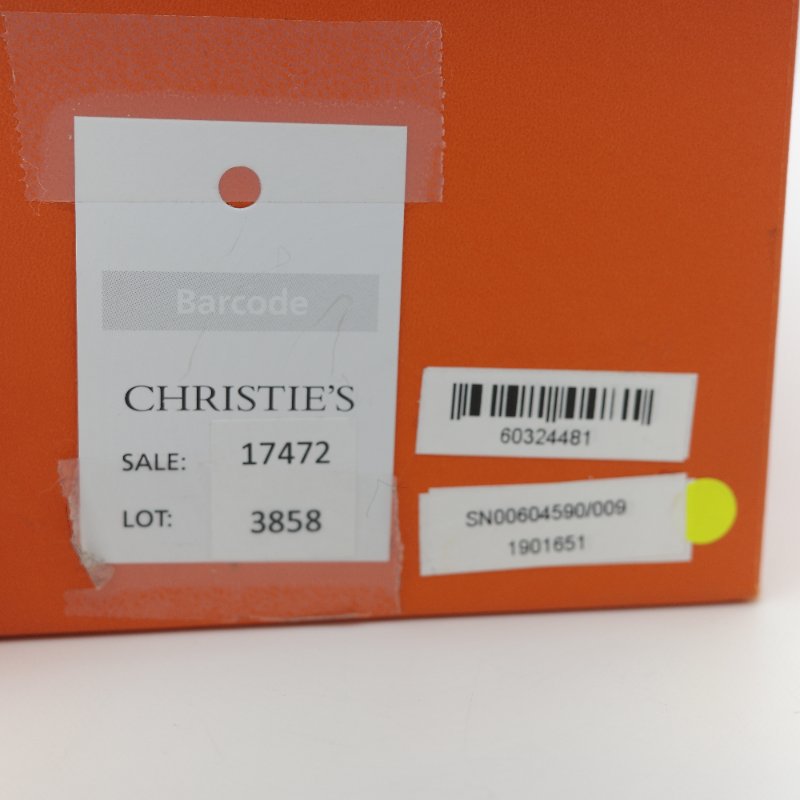 Barcode
CHRISTIE'S
SALE: 17472
LOT: 3858
60324481
SN00604590/009
1901651